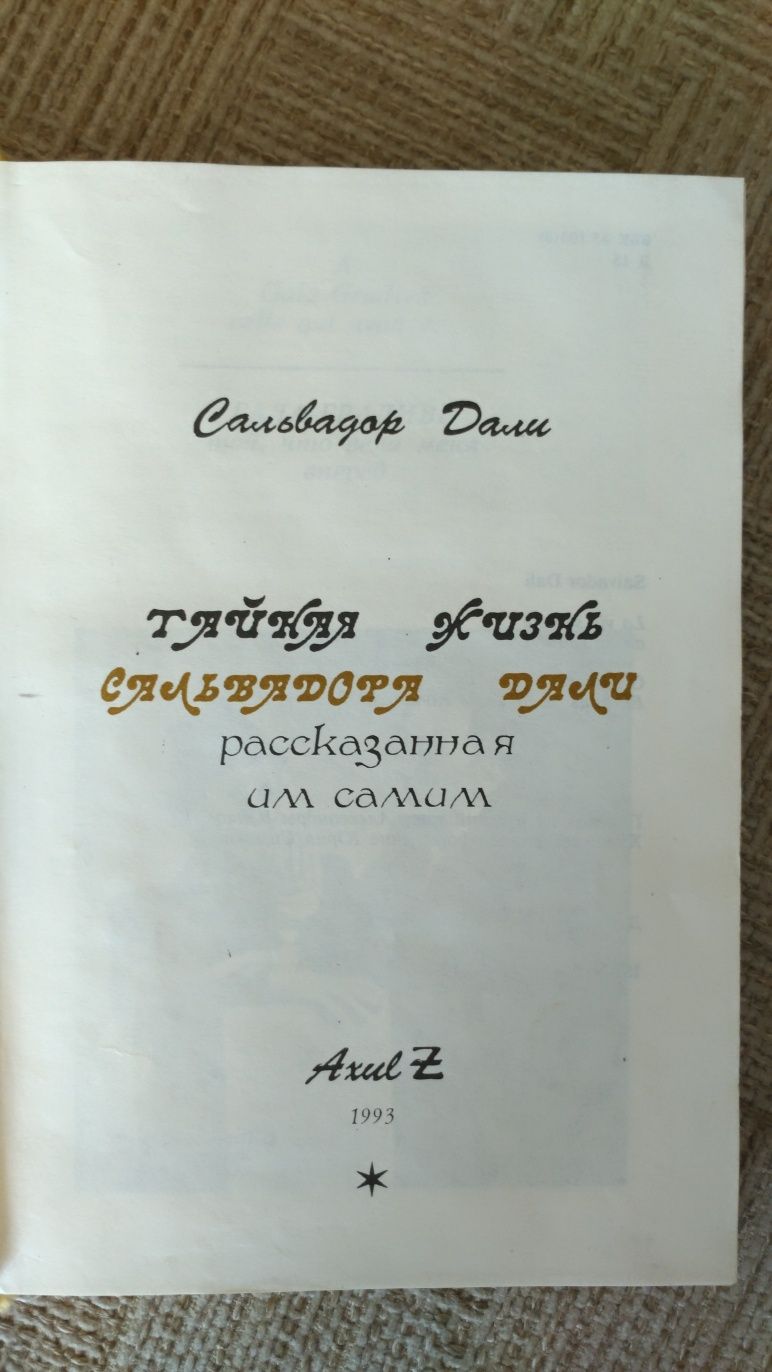 Сальвадор Дали
ТАЙНАЯ ЖИЗНЬ
САЛЬВАДОРА ДАЛИ
рассказанная
им самим
Axul Z
1993